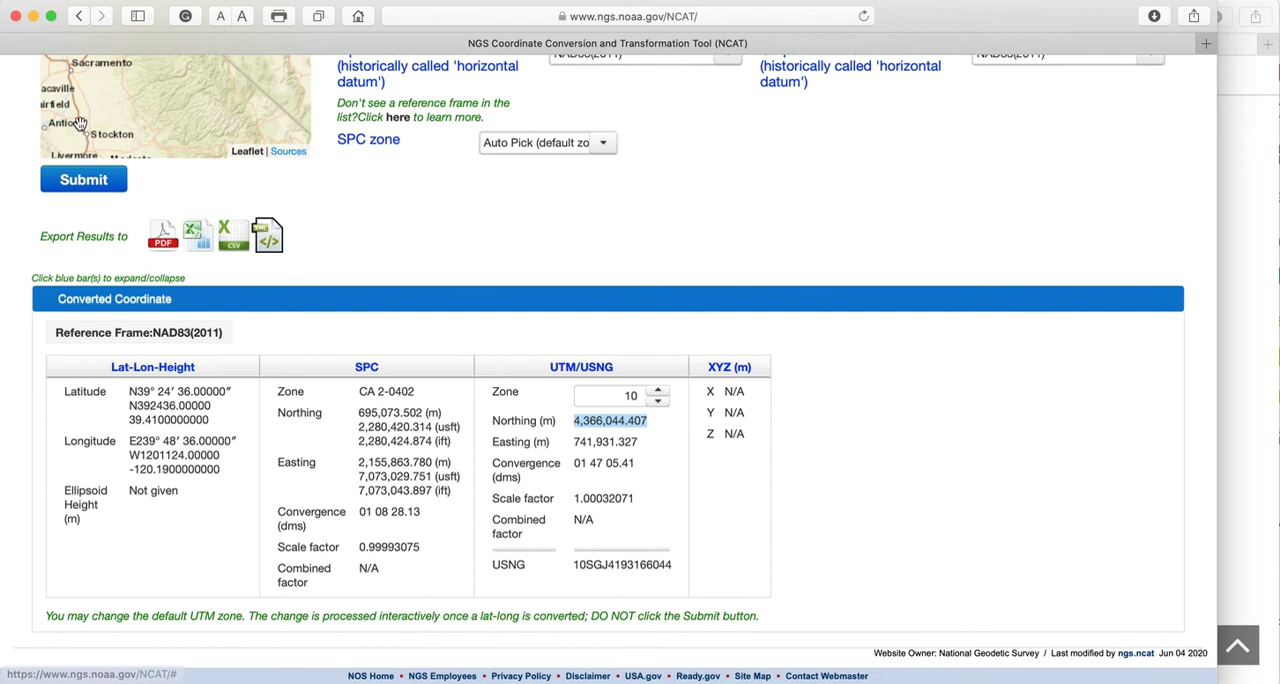 A A
www.ngs.noaa.gov/NCAT/
NGS Coordinate Conversion and Transformation Tool (NCAT)
Sacramento
acaville
irfield
Antio
Stockton
Livermore
Leaflet | Sources
(historically called 'horizontal
datum')
NAD83(2011)
(historically called 'horizontal
datum')
NAD83(2011)
Don't see a reference frame in the
list?Click here to learn more.
SPC zone
Auto Pick (default zo
Submit
Export Results to
PDF
CSV
Click blue bar(s) to expand/collapse
Converted Coordinate
Reference Frame:NAD83(2011)
Lat-Lon-Height
SPC
UTM/USNG
XYZ (m)
Latitude
N39° 24' 36.00000"
N392436.00000
39.4100000000
Longitude
E239° 48' 36.00000"
W1201124.00000
-120.1900000000
Ellipsoid
Height
(m)
Not given
Zone
CA 2-0402
Northing
695,073.502 (m)
2,280,420.314 (usft)
2,280,424.874 (ift)
Easting
2,155,863.780 (m)
7,073,029.751 (usft)
7,073,043.897 (ift)
Convergence
(dms)
01 08 28.13
Scale factor
0.99993075
Combined
factor
N/A
Zone
10
Northing (m)
4,366,044.407
Easting (m)
741,931.327
Convergence
(dms)
01 47 05.41
Scale factor
1.00032071
Combined
factor
N/A
USNG
10SGJ4193166044
X N/A
Y N/A
Z N/A
You may change the default UTM zone. The change is processed interactively once a lat-long is converted; DO NOT click the Submit button.
Website Owner: National Geodetic Survey / Last modified by ngs.ncat Jun 04 2020
https://www.ngs.noaa.gov/NCAT/#
NOS Home • NGS Employees • Privacy Policy • Disclaimer • USA.gov • Ready.gov • Site Map • Contact Webmaster